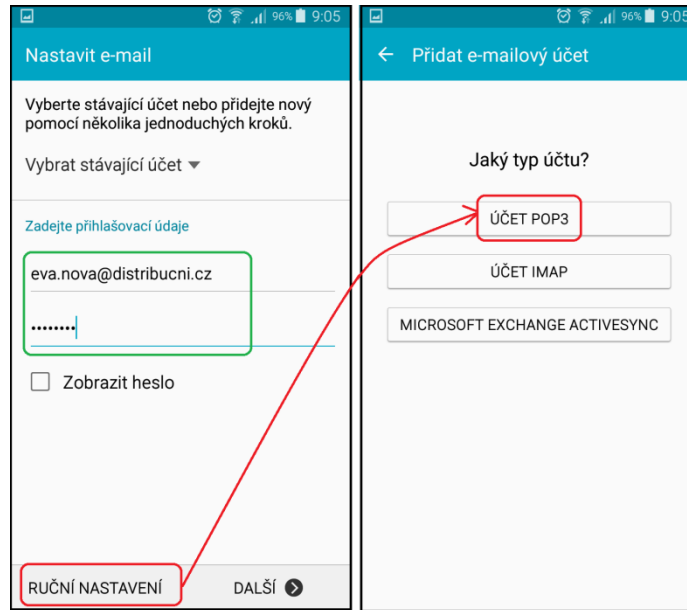 96% 9:05
Nastavit e-mail
Vyberte stávající účet nebo přidejte nový
pomocí několika jednoduchých kroků.
Vybrat stávající účet
Zadejte přihlašovací údaje
eva.nova@distribucni.cz
••••••••
Zobrazit heslo
RUČNÍ NASTAVENÍ
DALŠÍ
96% 9:05
Přidat e-mailový účet
Jaký typ účtu?
ÚČET POP3
ÚČET IMAP
MICROSOFT EXCHANGE ACTIVESYNC